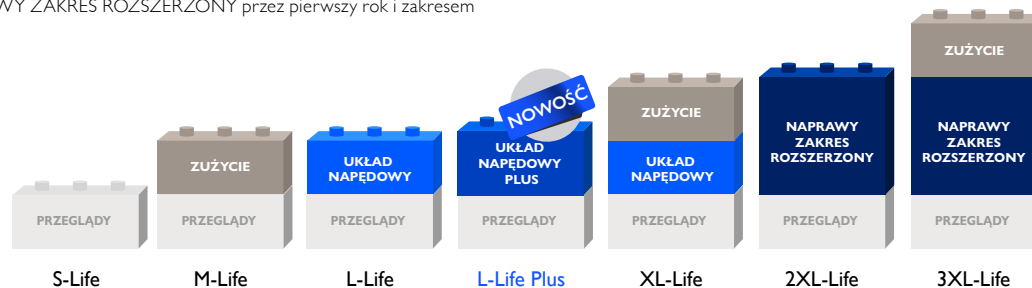 WY ZAKRES ROZSZERZONY przez pierwszy rok i zakresem
ZUŻYCIE
NOWOŚĆ
ZUŻYCIE
NAPRAWY
ZAKRES
ROZSZERZONY
NAPRAWY
ZAKRES
ROZSZERZONY
ZUŻYCIE
UKŁAD
NAPĘDOWY
UKŁAD
NAPĘDOWY
PLUS
UKŁAD
NAPĘDOWY
PRZEGLĄDY
PRZEGLĄDY
PRZEGLĄDY
PRZEGLĄDY
PRZEGLĄDY
PRZEGLĄDY
PRZEGLĄDY
S-Life
M-Life
L-Life
L-Life Plus
XL-Life
2XL-Life
3XL-Life